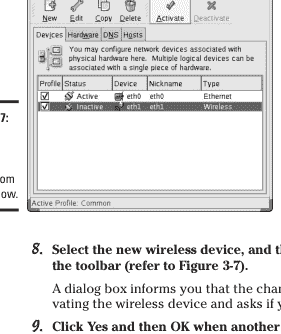 New Edit Copy Delete Activate Deactivate
Devices Hardware DNS Hosts
You may configure network devices associated with
physical hardware here. Multiple logical devices can be
associated with a single piece of hardware.
Profile Status Device Nickname Type
Active eth0 eth0 Ethernet
Inactive eth1 eth1 Wireless
7:
om
ow.
Active Profile: Common
8. Select the new wireless device, and t
the toolbar (refer to Figure 3-7).
A dialog box informs you that the cha
vating the wireless device and asks if y
9. Click Yes and then OK when another